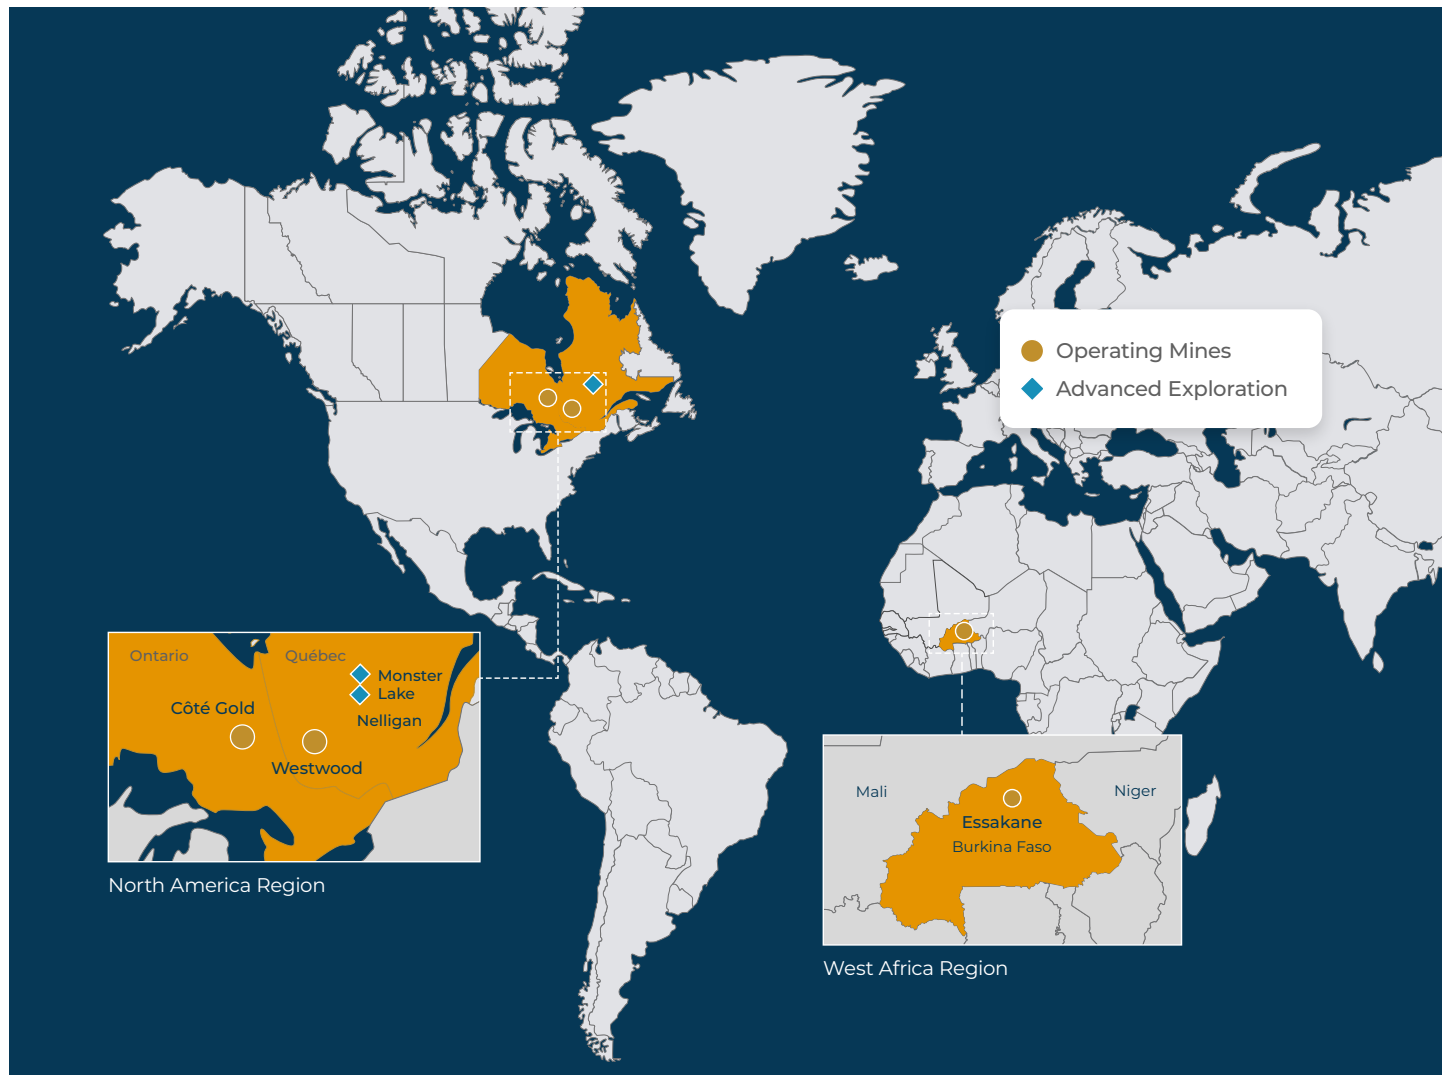 Operating Mines
Advanced Exploration
Ontario
Québec
Monster
Lake
Côté Gold
Nelligan
Westwood
North America Region
Mali
Niger
Essakane
Burkina Faso
West Africa Region